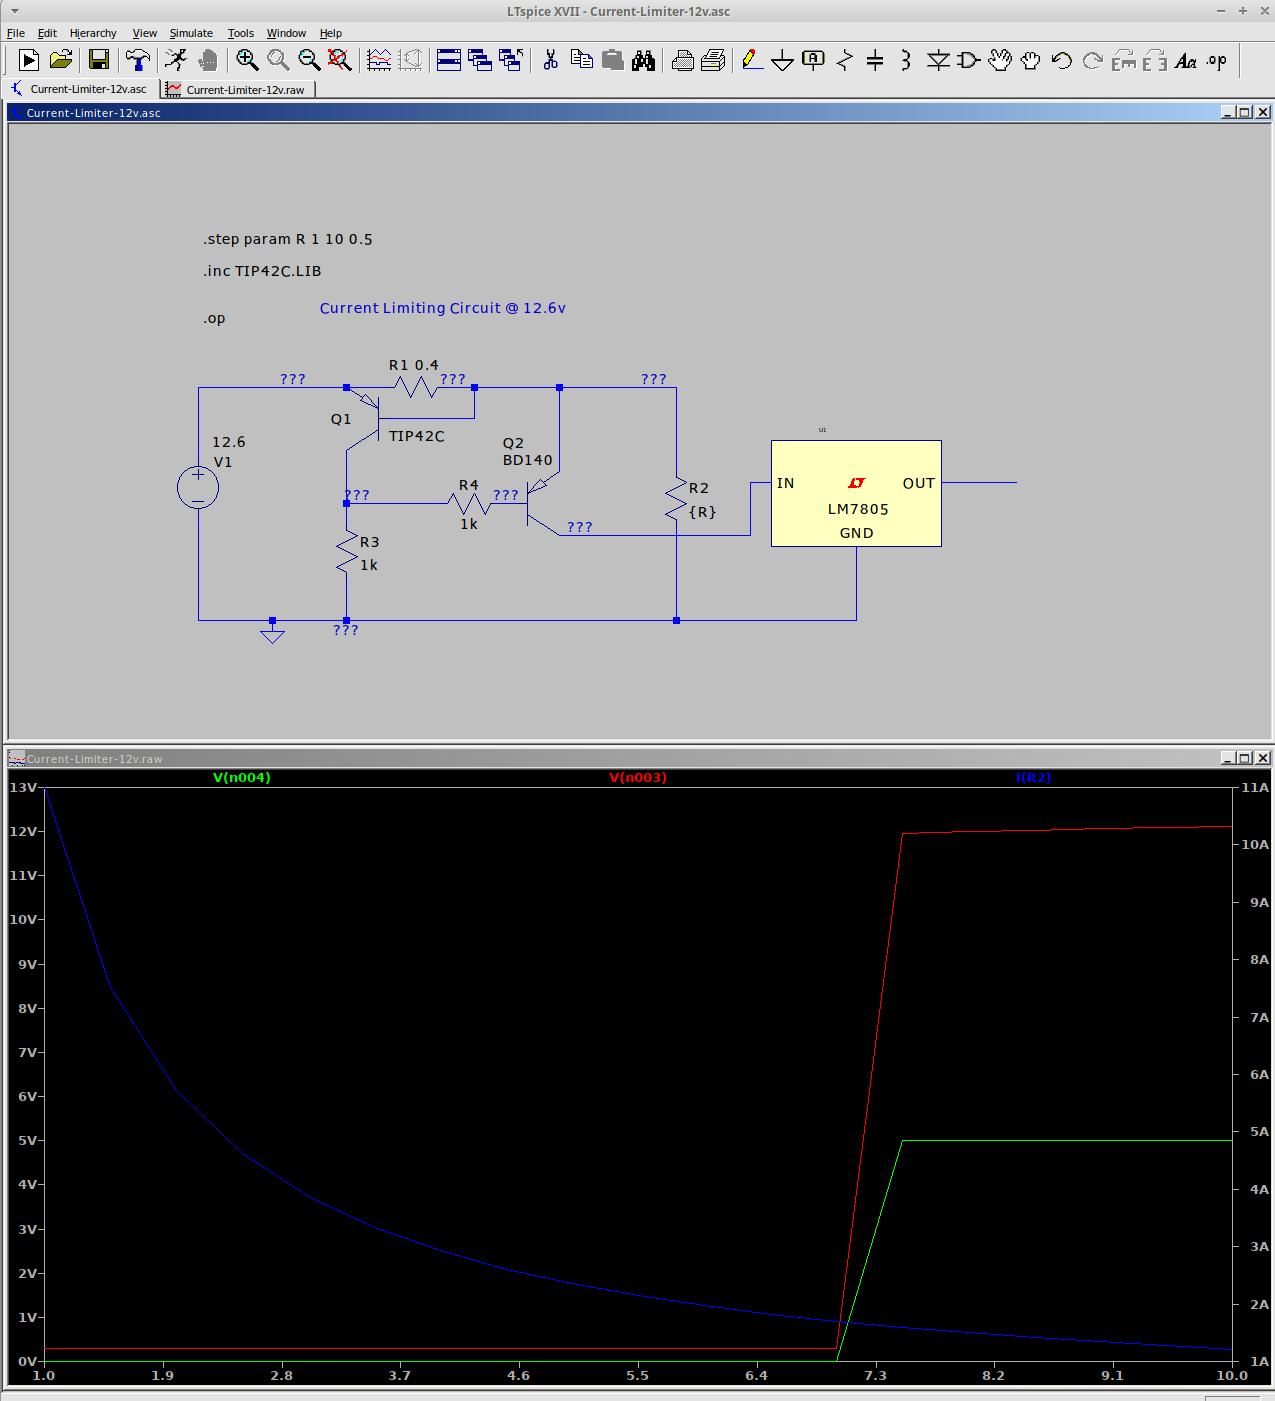 LTspice XVII - Current-Limiter-12v.asc
File Edit Hierarchy View Simulate Tools Window Help
Current-Limiter-12v.asc Current-Limiter-12v.raw
Current-Limiter-12v.asc
.step param R 1 10 0.5
.inc TIP42C.LIB
.op
Current Limiting Circuit @ 12.6v
R1 0.4
??? ??? ???
Q1
TIP42C
12.6
V1
Q2
BD140
U1
R4
??? ???
1k
???
R2
{R}
IN OUT
LM7805
GND
R3
1k
???
Current-Limiter-12v.raw
V(n004) V(n003) I(R2)
13V 11A
12V 10A
11V 9A
10V 8A
9V 7A
8V 6A
7V 5A
6V 4A
5V 3A
4V 2A
3V 1A
2V
1V
0V
1.0 1.9 2.8 3.7 4.6 5.5 6.4 7.3 8.2 9.1 10.0